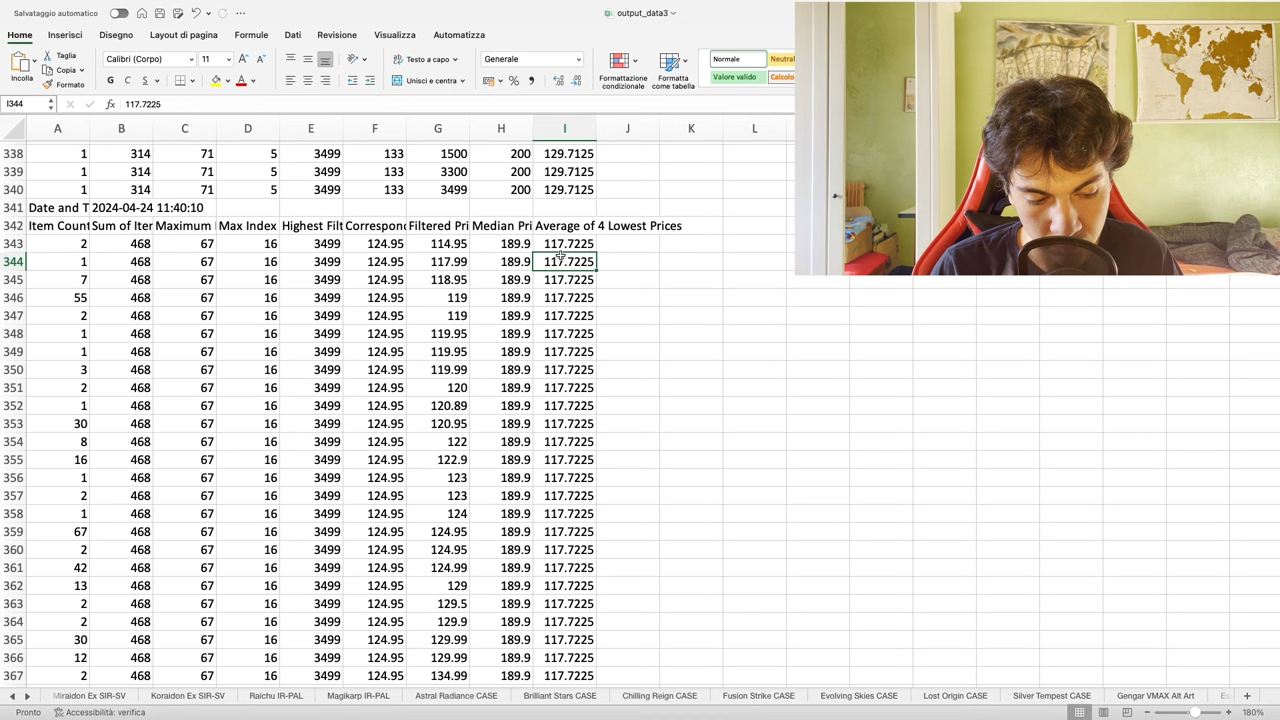 Salvataggio automatico
output_data3
Home Inserisci Disegno Layout di pagina Formule Dati Revisione Visualizza Automatizza
Incolla
Taglia
Copia
Formato
Calibri (Corpo) 11
G C S
Testo a capo
Unisci e centra
Generale
Formattazione condizionale
Formatta come tabella
Normale
Neutral
Valore valido
Calcolo
I344 fx 117.7225
A B C D E F G H I J K L
338 1 314 71 5 3499 133 1500 200 129.7125
339 1 314 71 5 3499 133 3300 200 129.7125
340 1 314 71 5 3499 133 3499 200 129.7125
341 Date and T 2024-04-24 11:40:10
342 Item Count Sum of Iter Maximum Max Index Highest Filt Correspon Filtered Pri Median Pri Average of 4 Lowest Prices
343 2 468 67 16 3499 124.95 114.95 189.9 117.7225
344 1 468 67 16 3499 124.95 117.99 189.9 117.7225
345 7 468 67 16 3499 124.95 118.95 189.9 117.7225
346 55 468 67 16 3499 124.95 119 189.9 117.7225
347 2 468 67 16 3499 124.95 119 189.9 117.7225
348 1 468 67 16 3499 124.95 119.95 189.9 117.7225
349 1 468 67 16 3499 124.95 119.95 189.9 117.7225
350 3 468 67 16 3499 124.95 119.99 189.9 117.7225
351 2 468 67 16 3499 124.95 120 189.9 117.7225
352 1 468 67 16 3499 124.95 120.89 189.9 117.7225
353 30 468 67 16 3499 124.95 120.95 189.9 117.7225
354 8 468 67 16 3499 124.95 122 189.9 117.7225
355 16 468 67 16 3499 124.95 122.9 189.9 117.7225
356 1 468 67 16 3499 124.95 123 189.9 117.7225
357 2 468 67 16 3499 124.95 123 189.9 117.7225
358 1 468 67 16 3499 124.95 124 189.9 117.7225
359 67 468 67 16 3499 124.95 124.95 189.9 117.7225
360 2 468 67 16 3499 124.95 124.95 189.9 117.7225
361 42 468 67 16 3499 124.95 124.99 189.9 117.7225
362 13 468 67 16 3499 124.95 129 189.9 117.7225
363 2 468 67 16 3499 124.95 129.5 189.9 117.7225
364 2 468 67 16 3499 124.95 129.9 189.9 117.7225
365 30 468 67 16 3499 124.95 129.99 189.9 117.7225
366 12 468 67 16 3499 124.95 129.99 189.9 117.7225
367 2 468 67 16 3499 124.95 134.99 189.9 117.7225
Miraidon Ex SIR-SV Koraidon Ex SIR-SV Raichu IR-PAL Magikarp IR-PAL Astral Radiance CASE Brilliant Stars CASE Chilling Reign CASE Fusion Strike CASE Evolving Skies CASE Lost Origin CASE Silver Tempest CASE Gengar VMAX Alt Art
Pronto Accessibilità: verifica 180%